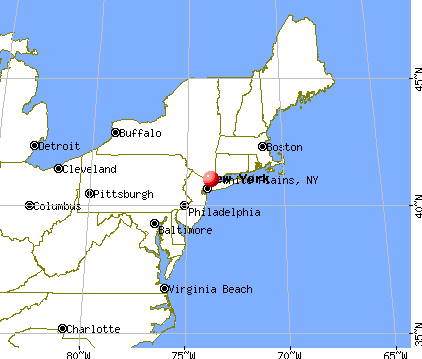 45°N
Buffalo
Detroit
Boston
Cleveland
New York
White Plains, NY
Pittsburgh
Columbus
40°N
Philadelphia
Baltimore
Virginia Beach
Charlotte
35°N
80°W
75°W
70°W
65°W